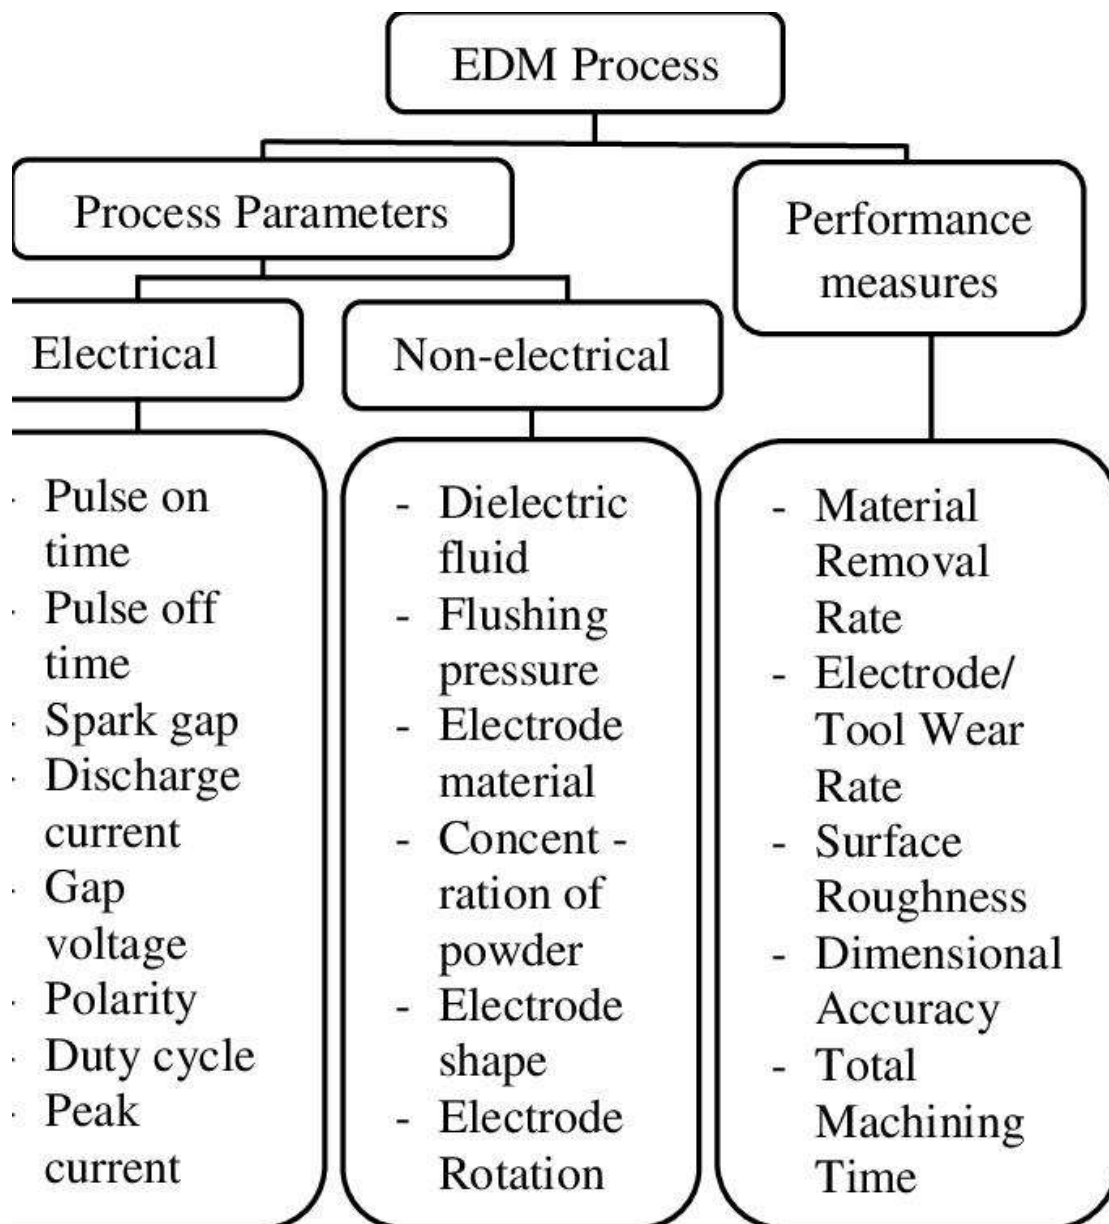 EDM Process
Process Parameters
Performance
measures
Electrical
Non-electrical
- Pulse on
time
- Pulse off
time
- Spark gap
- Discharge
current
- Gap
voltage
- Polarity
- Duty cycle
- Peak
current
- Dielectric
fluid
- Flushing
pressure
- Electrode
material
- Concent -
ration of
powder
- Electrode
shape
- Electrode
Rotation
- Material
Removal
Rate
- Electrode/
Tool Wear
Rate
- Surface
Roughness
- Dimensional
Accuracy
- Total
Machining
Time